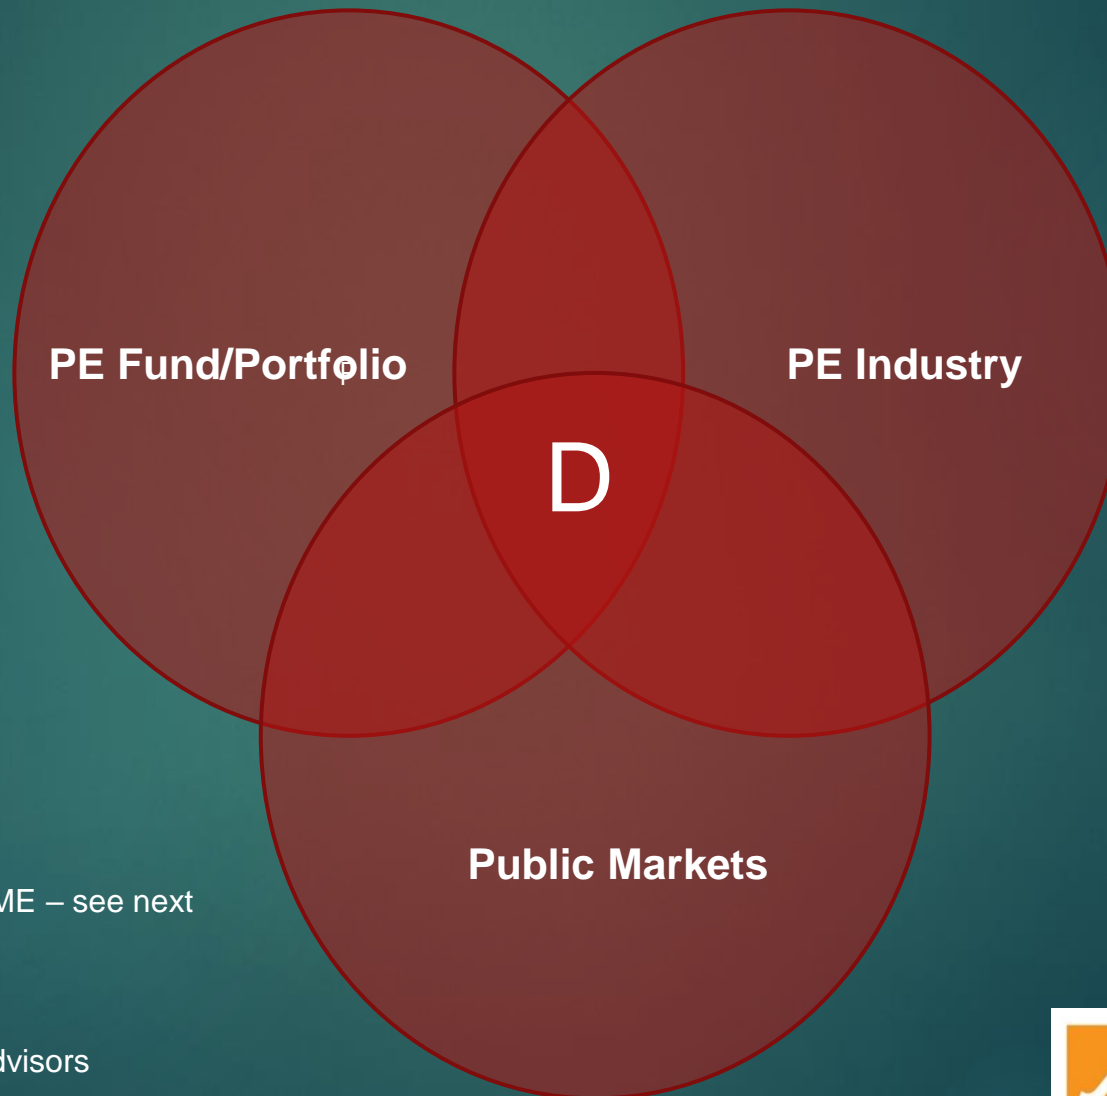 PE Fund/Portfolio
PE Industry
D
Public Markets
ME – see next
dvisors